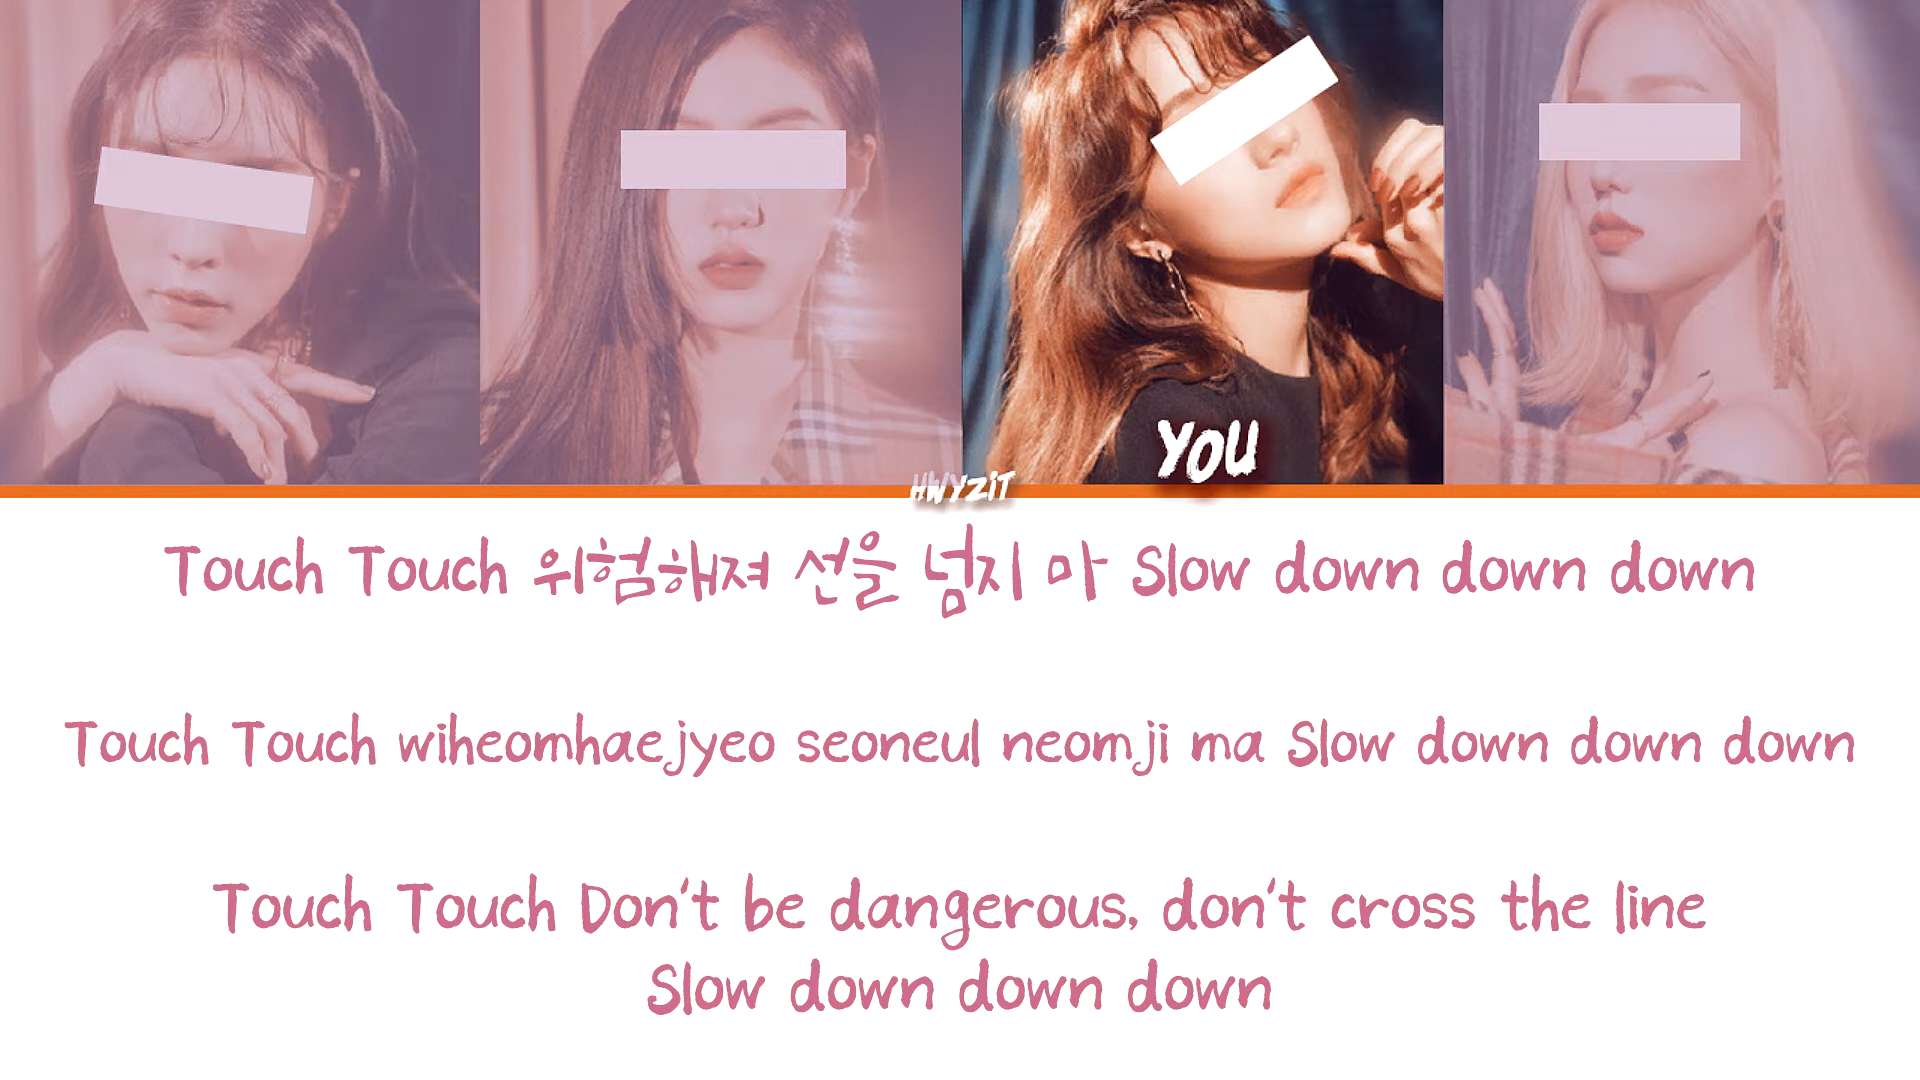 YOU
HWYZIT
Touch Touch 위험해져 선을 넘지 마 Slow down down down
Touch Touch wiheomhaejyeo seoneul neomji ma Slow down down down
Touch Touch Don't be dangerous, don't cross the line
Slow down down down